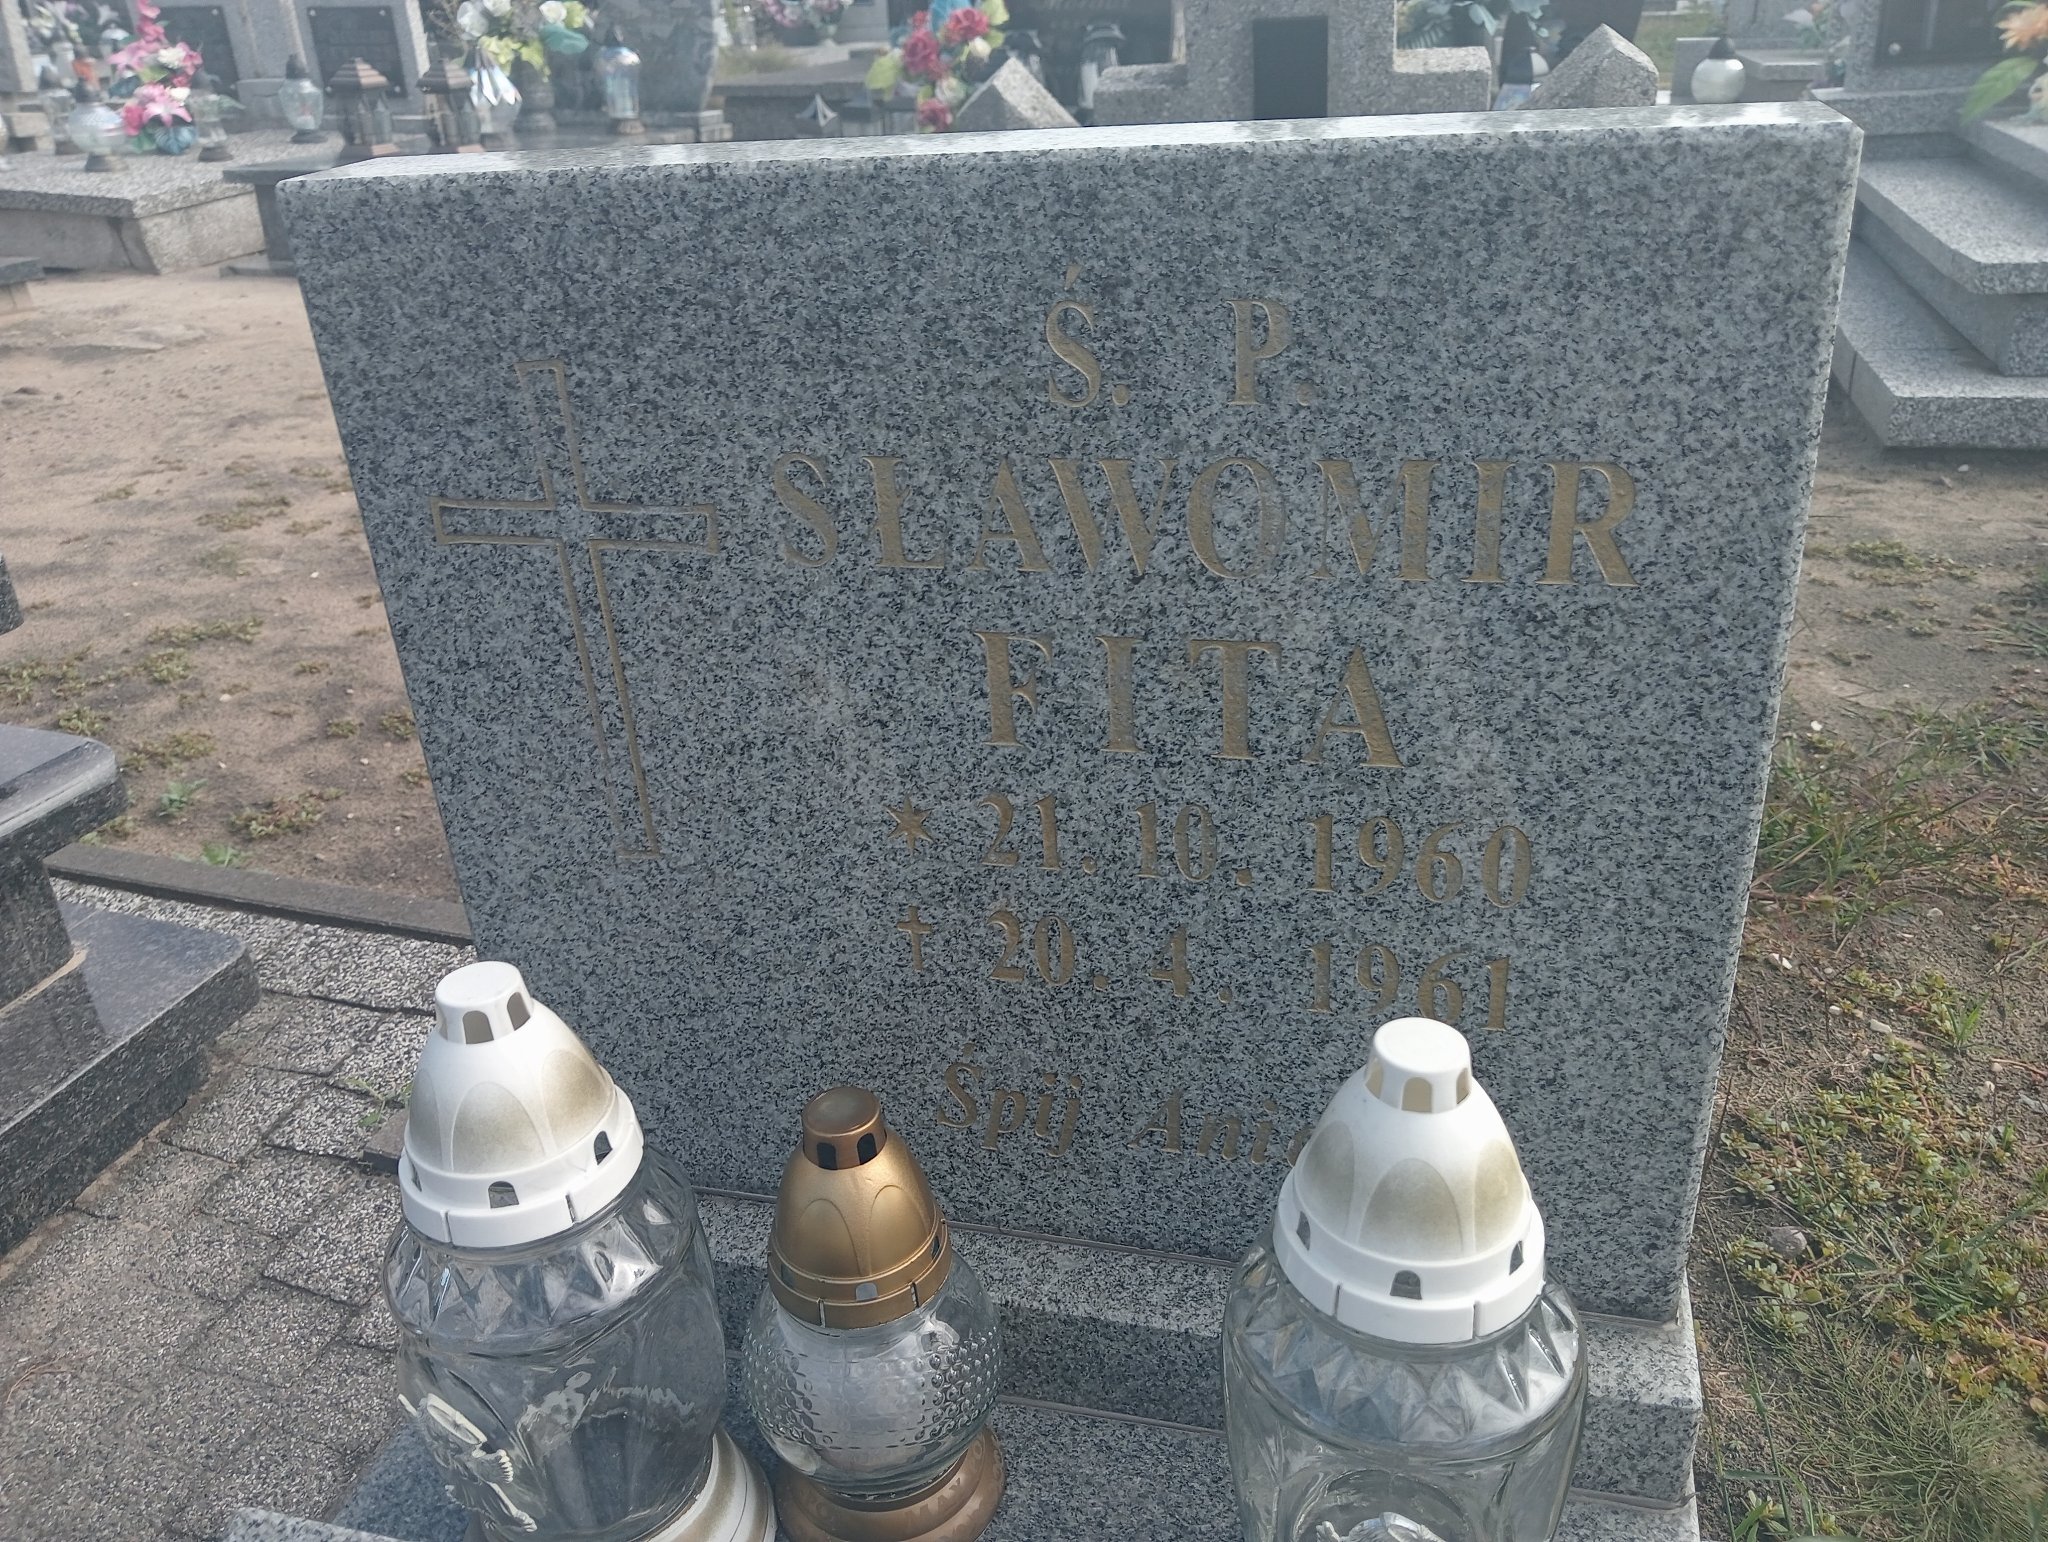 Ś. P.
SŁAWOMIR
FITA
* 21. 10. 1960
† 20. 4. 1961
Śpij